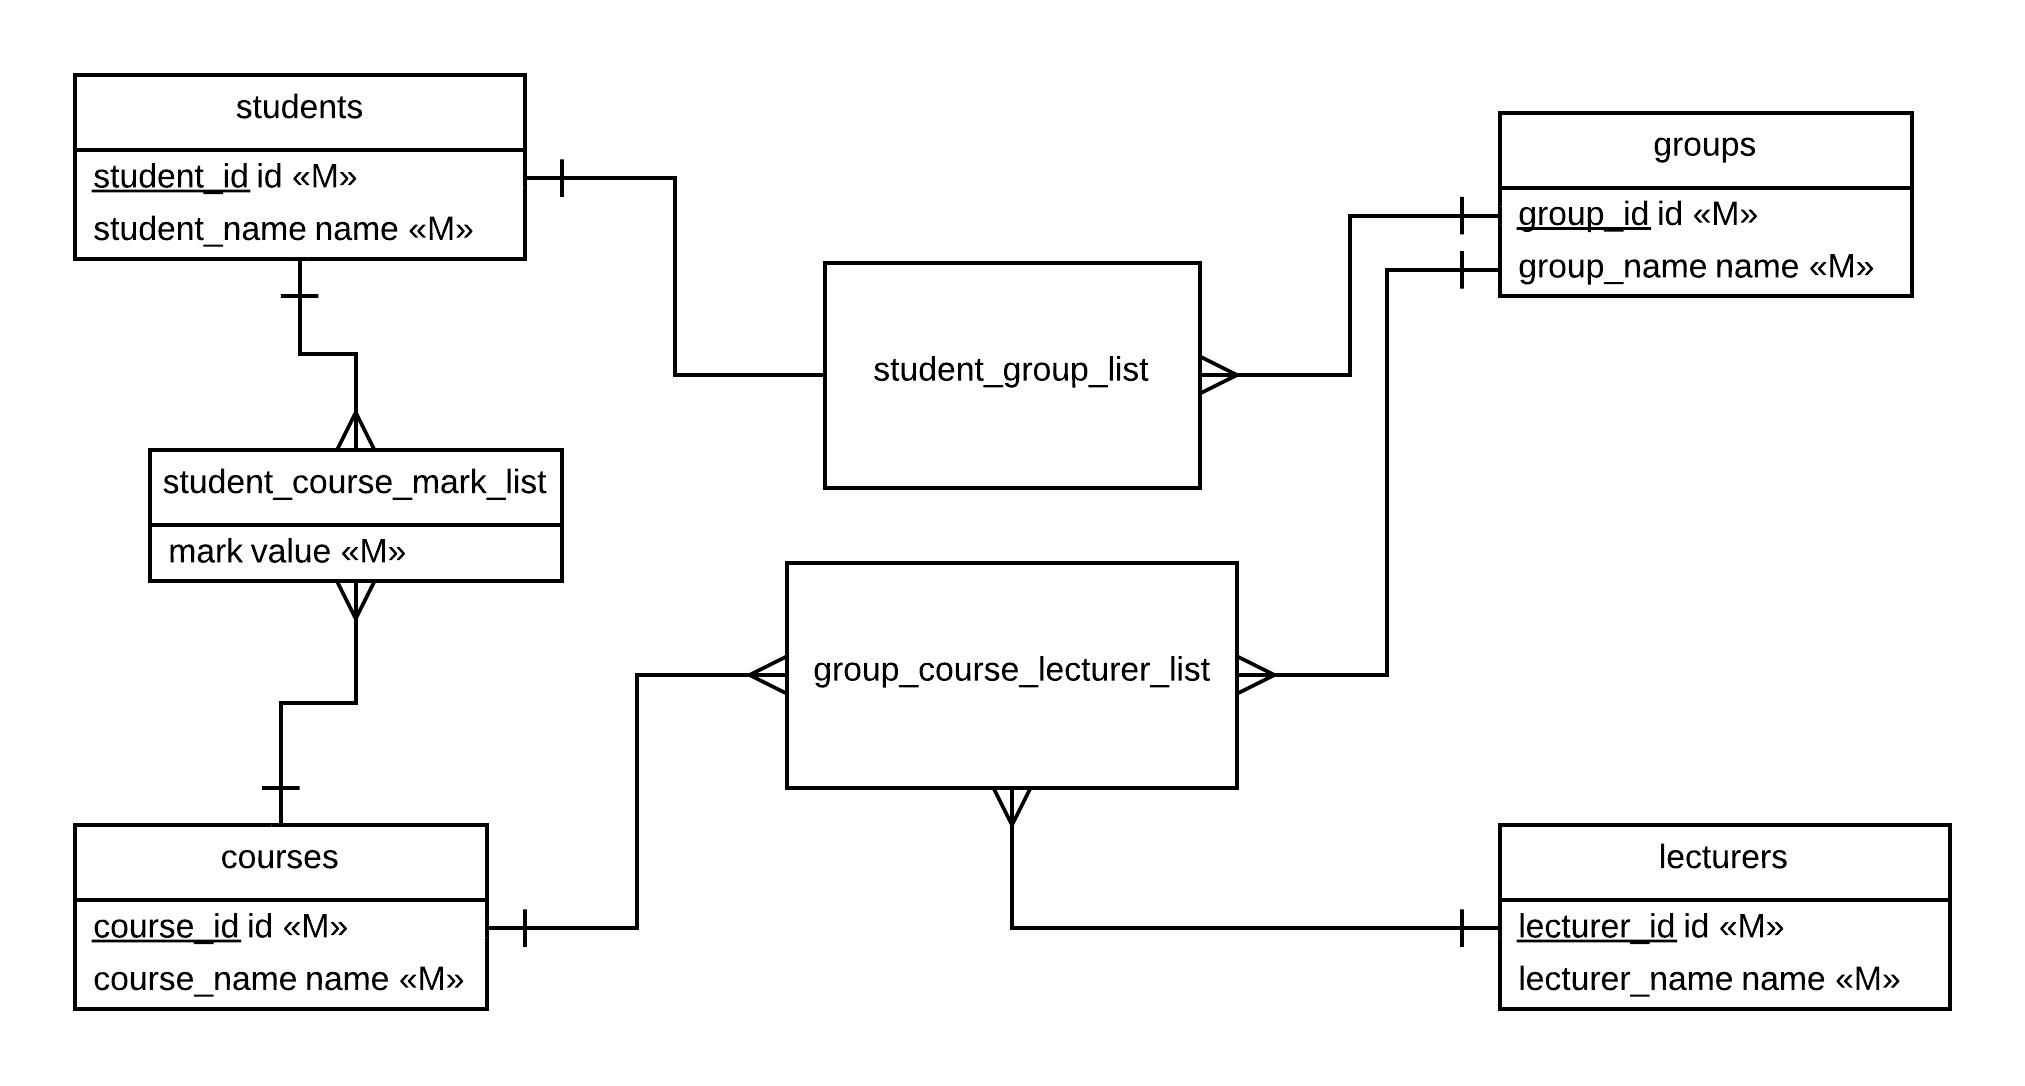 students
student_id id «M»
student_name name «M»
groups
group_id id «M»
group_name name «M»
student_group_list
student_course_mark_list
mark value «M»
group_course_lecturer_list
courses
course_id id «M»
course_name name «M»
lecturers
lecturer_id id «M»
lecturer_name name «M»